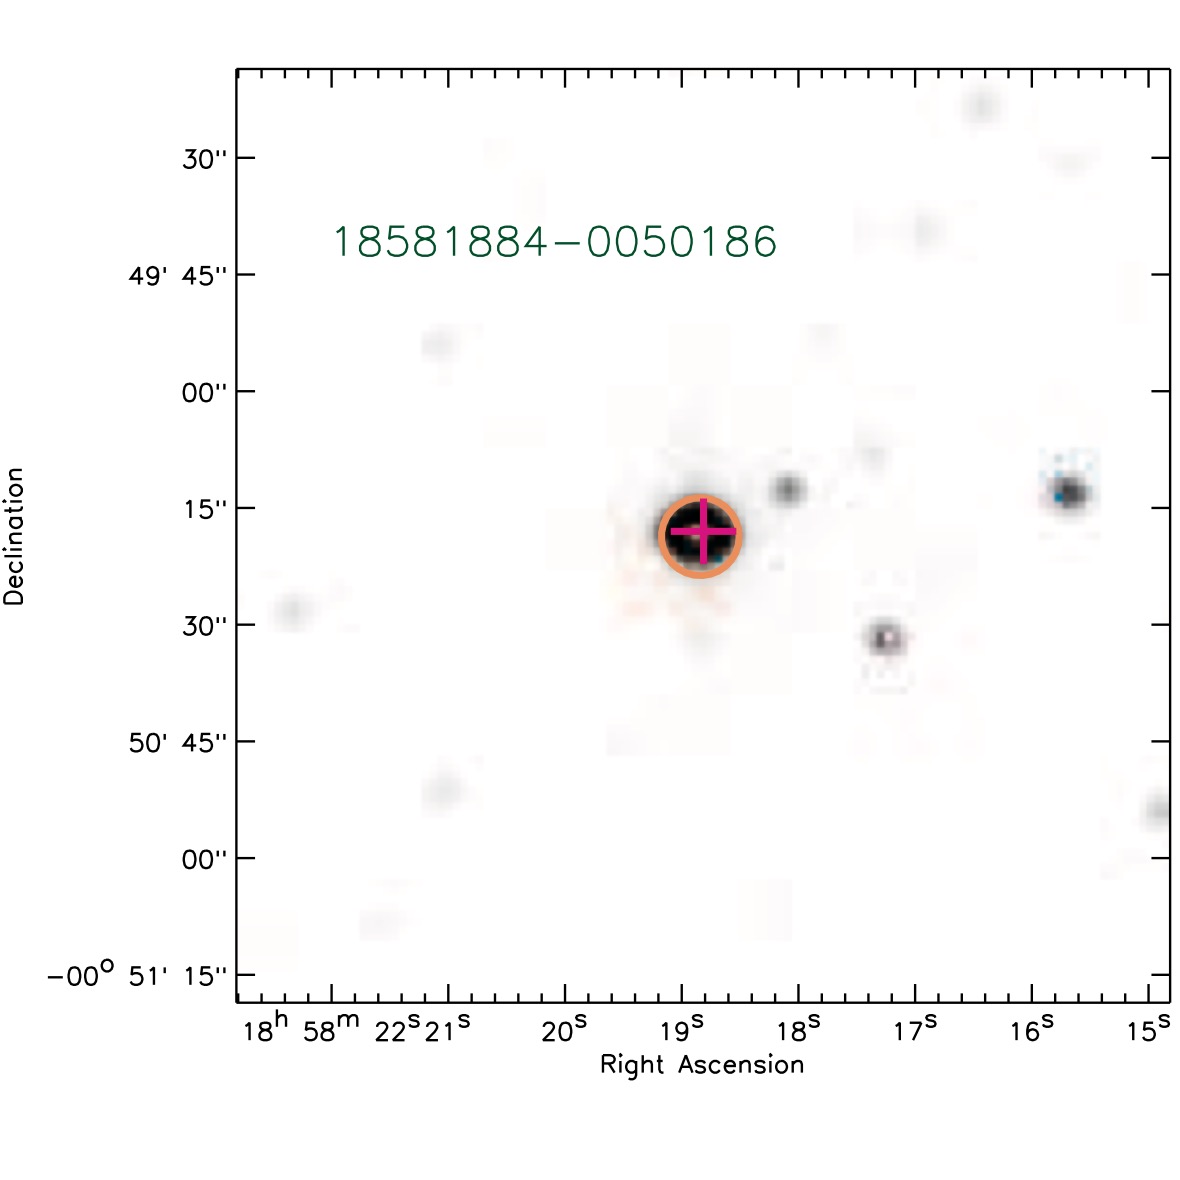 30"
18581884-0050186
49' 45"
00"
15"
Declination
30"
50' 45"
00"
-00° 51' 15"
18h 58m 22s 21s 20s 19s 18s 17s 16s 15s
Right Ascension